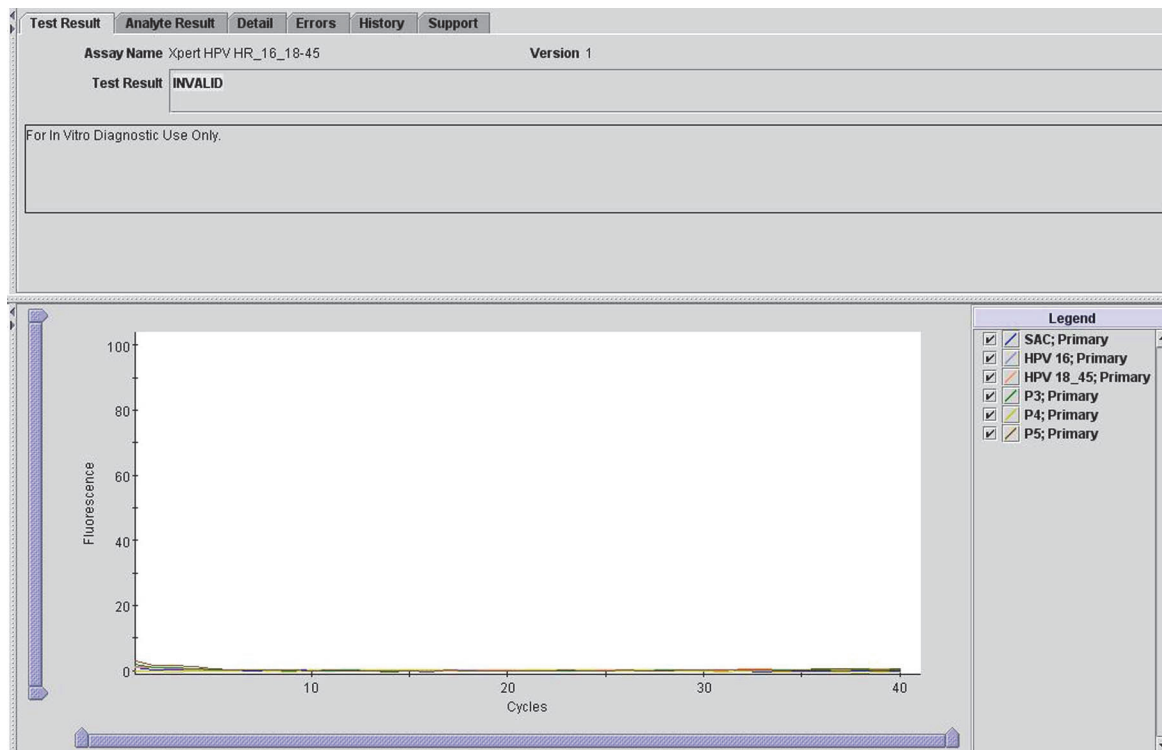 Test Result Analyte Result Detail Errors History Support
Assay Name Xpert HPV HR_16_18-45 Version 1
Test Result INVALID
For In Vitro Diagnostic Use Only.
Legend
SAC; Primary
HPV 16; Primary
HPV 18_45; Primary
P3; Primary
P4; Primary
P5; Primary
100
80
60
40
20
0
Fluorescence
10 20 30 40
Cycles